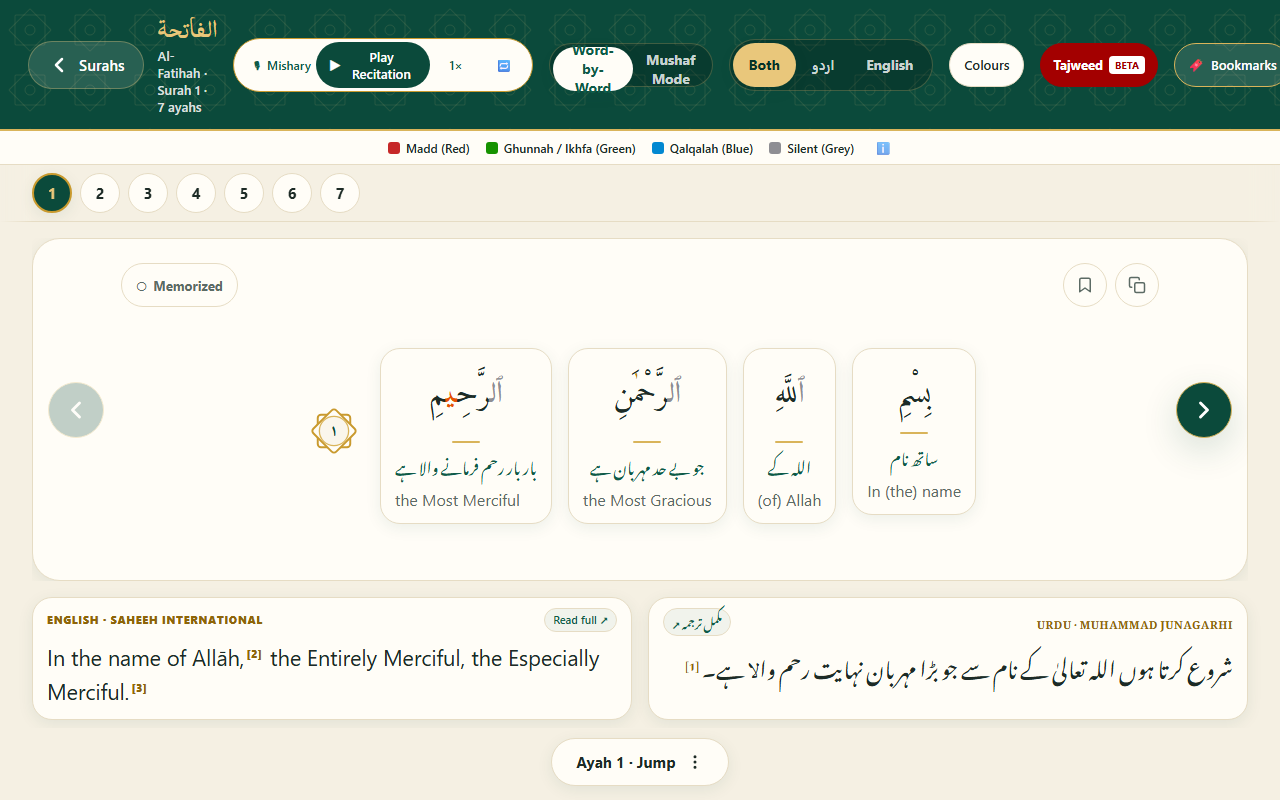 Surahs
الفاتحة
Al-
Fatihah ·
Surah 1 ·
7 ayahs
Mishary
Play
Recitation
1×
Word-
by-
Word
Mushaf
Mode
Both
اردو
English
Colours
Tajweed BETA
Bookmarks
Madd (Red)
Ghunnah / Ikhfa (Green)
Qalqalah (Blue)
Silent (Grey)
1 2 3 4 5 6 7
Memorized
بِسْمِ
ساتھ نام
In (the) name
ٱللَّهِ
اللہ کے
(of) Allah
ٱلرَّحْمَٰنِ
جو بے حد مہربان ہے
the Most Gracious
ٱلرَّحِيمِ
بار بار رحم فرمانے والا ہے
the Most Merciful
١
ENGLISH · SAHEEH INTERNATIONAL
Read full ↗
In the name of Allāh,[2] the Entirely Merciful, the Especially
Merciful.[3]
URDU · MUHAMMAD JUNAGARHI
مکمل ترجمہ ↗
شروع کرتا ہوں اللہ تعالیٰ کے نام سے جو بڑا مہربان نہایت رحم والا ہے۔[1]
Ayah 1 · Jump